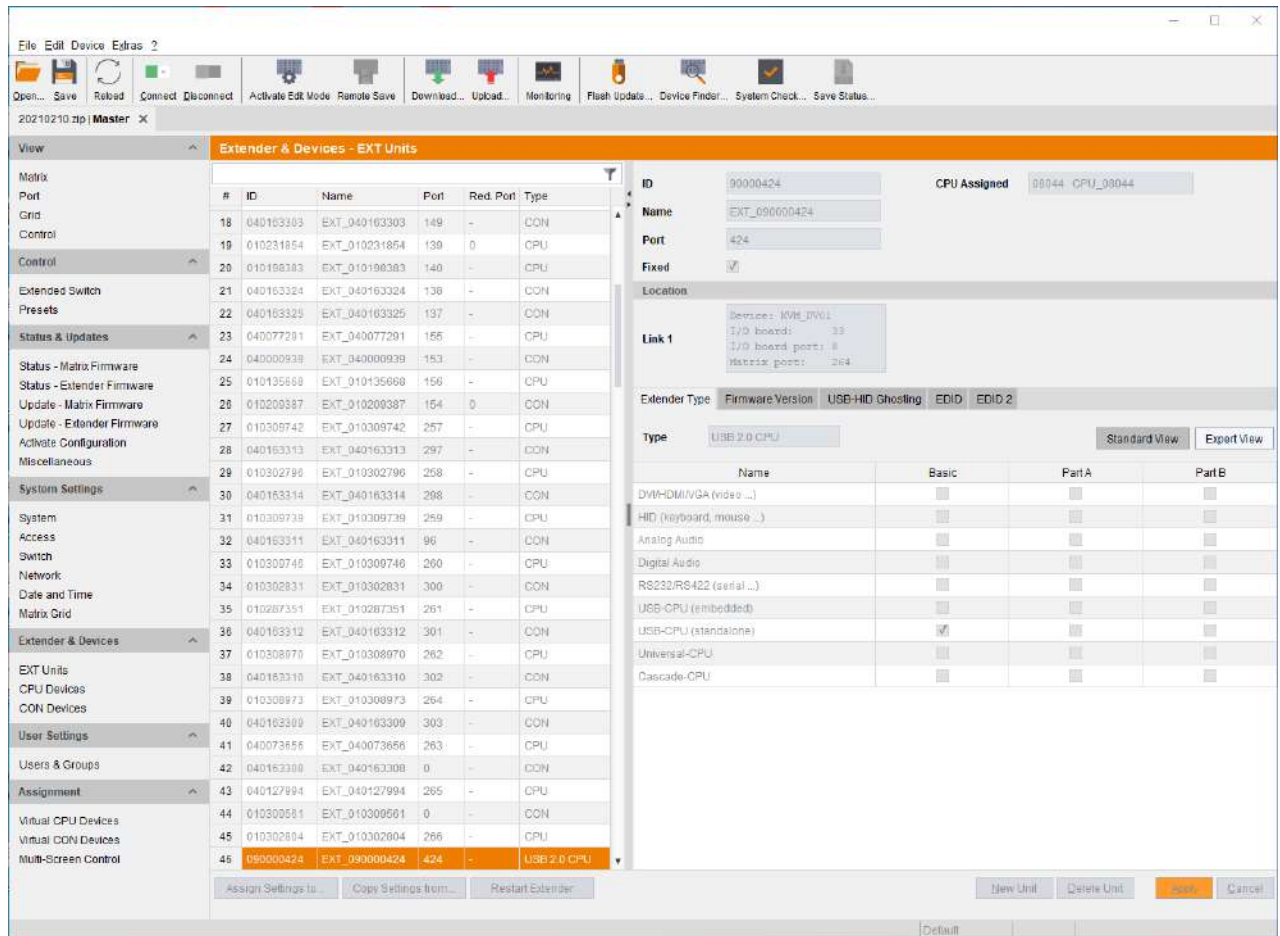 File Edit Device Extras ?
Open... Save Reload Connect Disconnect Activate Edit Mode Remote Save Download... Upload... Monitoring Flash Update... Device Finder... System Check... Save Status...
20210210.zip | Master X
View
Matrix
Port
Grid
Control
Control
Extended Switch
Presets
Status & Updates
Status - Matrix Firmware
Status - Extender Firmware
Update - Matrix Firmware
Update - Extender Firmware
Activate Configuration
Miscellaneous
System Settings
System
Access
Switch
Network
Date and Time
Matrix Grid
Extender & Devices
EXT Units
CPU Devices
CON Devices
User Settings
Users & Groups
Assignment
Virtual CPU Devices
Virtual CON Devices
Multi-Screen Control
Extender & Devices - EXT Units
# ID Name Port Red. Port Type
18 040163303 EXT_040163303 149 - CON
19 010231854 EXT_010231854 139 0 CPU
20 010198383 EXT_010198383 140 - CPU
21 040163324 EXT_040163324 138 - CON
22 040163325 EXT_040163325 137 - CON
23 040077291 EXT_040077291 155 - CPU
24 040000939 EXT_040000939 153 - CON
25 010135668 EXT_010135668 156 - CPU
26 010209387 EXT_010209387 154 0 CON
27 010309742 EXT_010309742 257 - CPU
28 040163313 EXT_040163313 297 - CON
29 010302796 EXT_010302796 258 - CPU
30 040163314 EXT_040163314 298 - CON
31 010309739 EXT_010309739 259 - CPU
32 040163311 EXT_040163311 96 - CON
33 010309746 EXT_010309746 260 - CPU
34 010302831 EXT_010302831 300 - CON
35 010287351 EXT_010287351 261 - CPU
36 040163312 EXT_040163312 301 - CON
37 010308970 EXT_010308970 262 - CPU
38 040163310 EXT_040163310 302 - CON
39 010308973 EXT_010308973 264 - CPU
40 040163309 EXT_040163309 303 - CON
41 040073656 EXT_040073656 263 - CPU
42 040163308 EXT_040163308 0 - CON
43 040127994 EXT_040127994 265 - CPU
44 010309561 EXT_010309561 0 - CON
45 010302804 EXT_010302804 266 - CPU
46 090000424 EXT_090000424 424 - USB 2.0 CPU
Assign Settings to... Copy Settings from... Restart Extender
ID 90000424 CPU Assigned 08044 CPU_08044
Name EXT_090000424
Port 424
Fixed
Location
Link 1
Device: KVM_DV01
I/O board: 33
I/O board port: 8
Matrix port: 264
Extender Type Firmware Version USB-HID Ghosting EDID EDID 2
Type USB 2.0 CPU Standard View Expert View
Name Basic Part A Part B
DVI/HDMI/VGA (video ...)
HID (keyboard, mouse ...)
Analog Audio
Digital Audio
RS232/RS422 (serial ...)
USB-CPU (embedded)
USB-CPU (standalone)
Universal-CPU
Cascade-CPU
New Unit Delete Unit Apply Cancel
Default